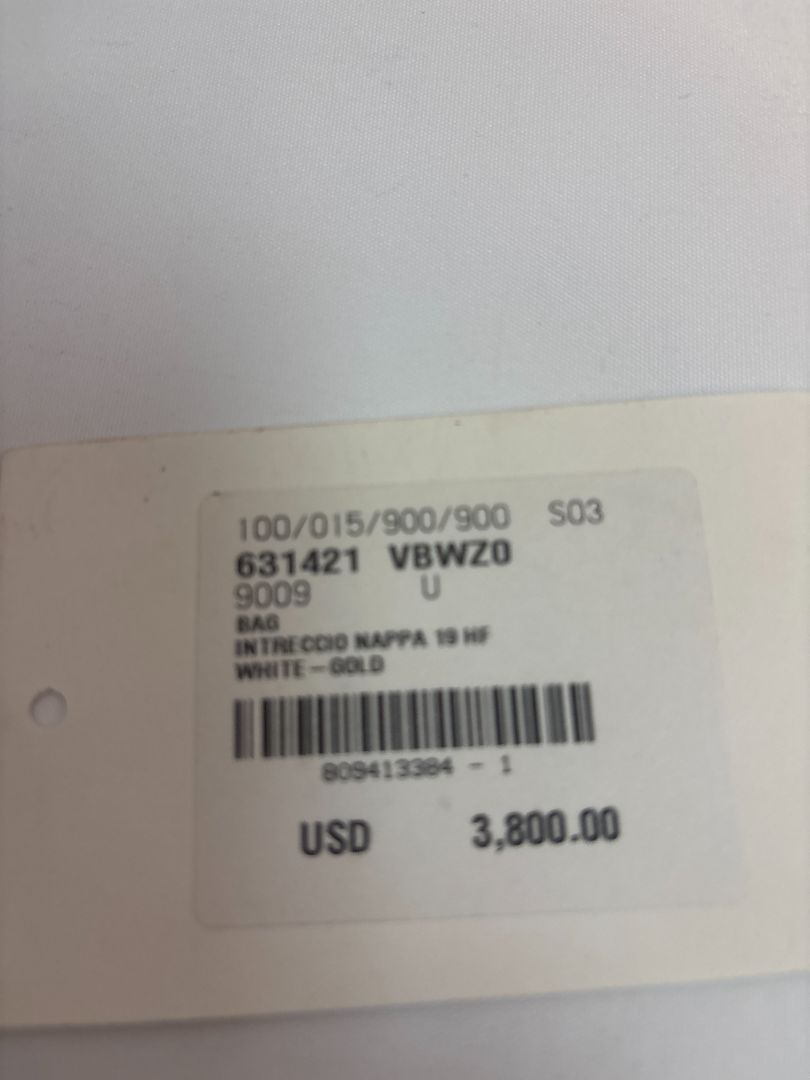 100/015/900/900 S03
631421 VBWZ0
9009 U
BAG
INTRECCIO NAPPA 19 HF
WHITE-GOLD
809413384 - 1
USD 3,800.00